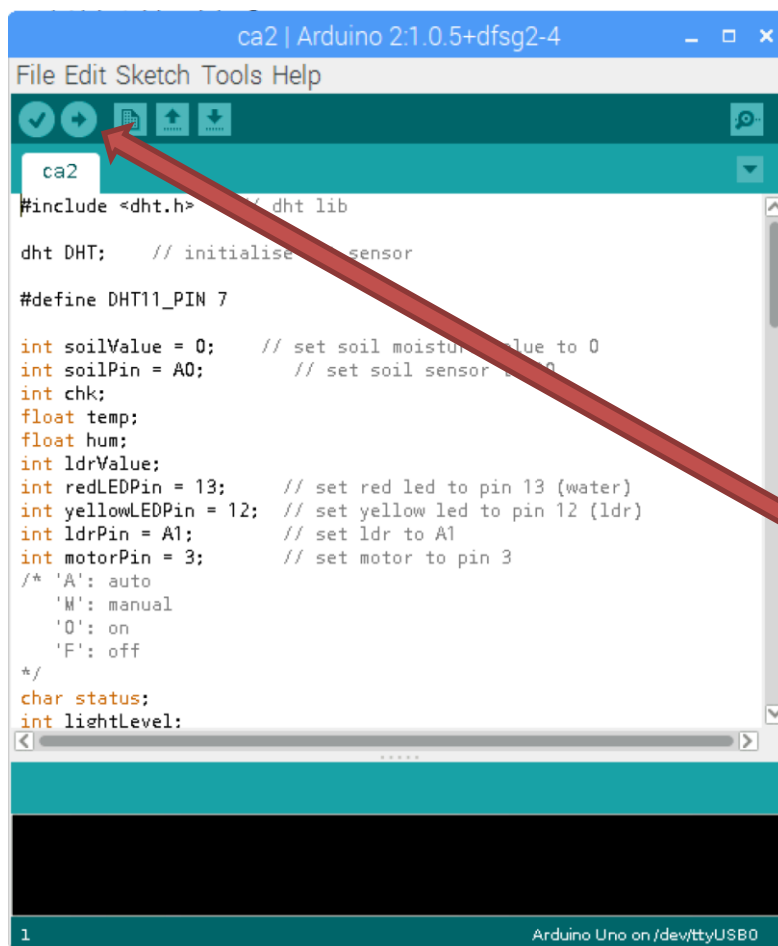 ca2 | Arduino 2:1.0.5+dfsg2-4
File Edit Sketch Tools Help
ca2
#include <dht.h> // dht lib
dht DHT; // initialise sensor
#define DHT11_PIN 7
int soilValue = 0; // set soil moistur value to 0
int soilPin = A0; // set soil sensor
int chk;
float temp;
float hum;
int ldrValue;
int redLEDPin = 13; // set red led to pin 13 (water)
int yellowLEDPin = 12; // set yellow led to pin 12 (ldr)
int ldrPin = A1; // set ldr to A1
int motorPin = 3; // set motor to pin 3
/* 'A': auto
'M': manual
'O': on
'F': off
*/
char status;
int lightLevel;
1 Arduino Uno on /dev/ttyUSB0